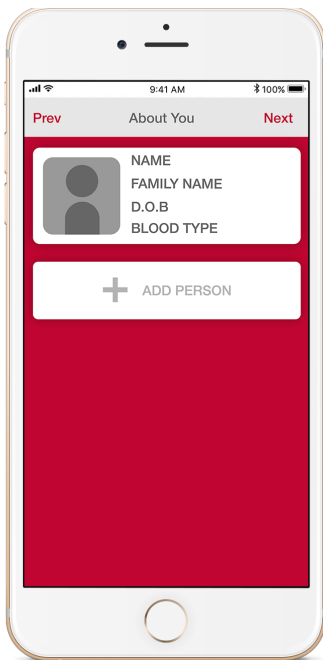 9:41 AM 100%
Prev About You Next
NAME
FAMILY NAME
D.O.B
BLOOD TYPE
ADD PERSON